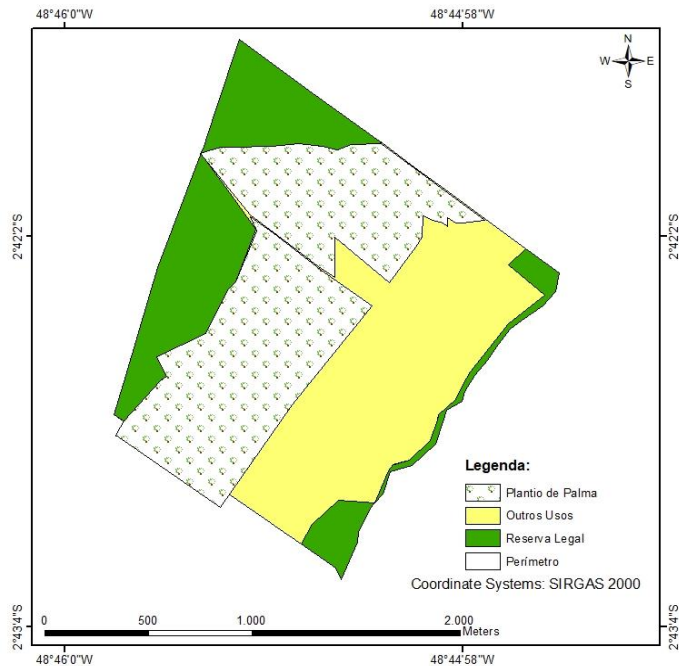 48°46'0"W 48°44'58"W
N
W E
S
2°42'2"S 2°42'2"S
Legenda:
Plantio de Palma
Outros Usos
Reserva Legal
Perímetro
Coordinate Systems: SIRGAS 2000
0 500 1.000 2.000
Meters
2°43'4"S 2°43'4"S
48°46'0"W 48°44'58"W